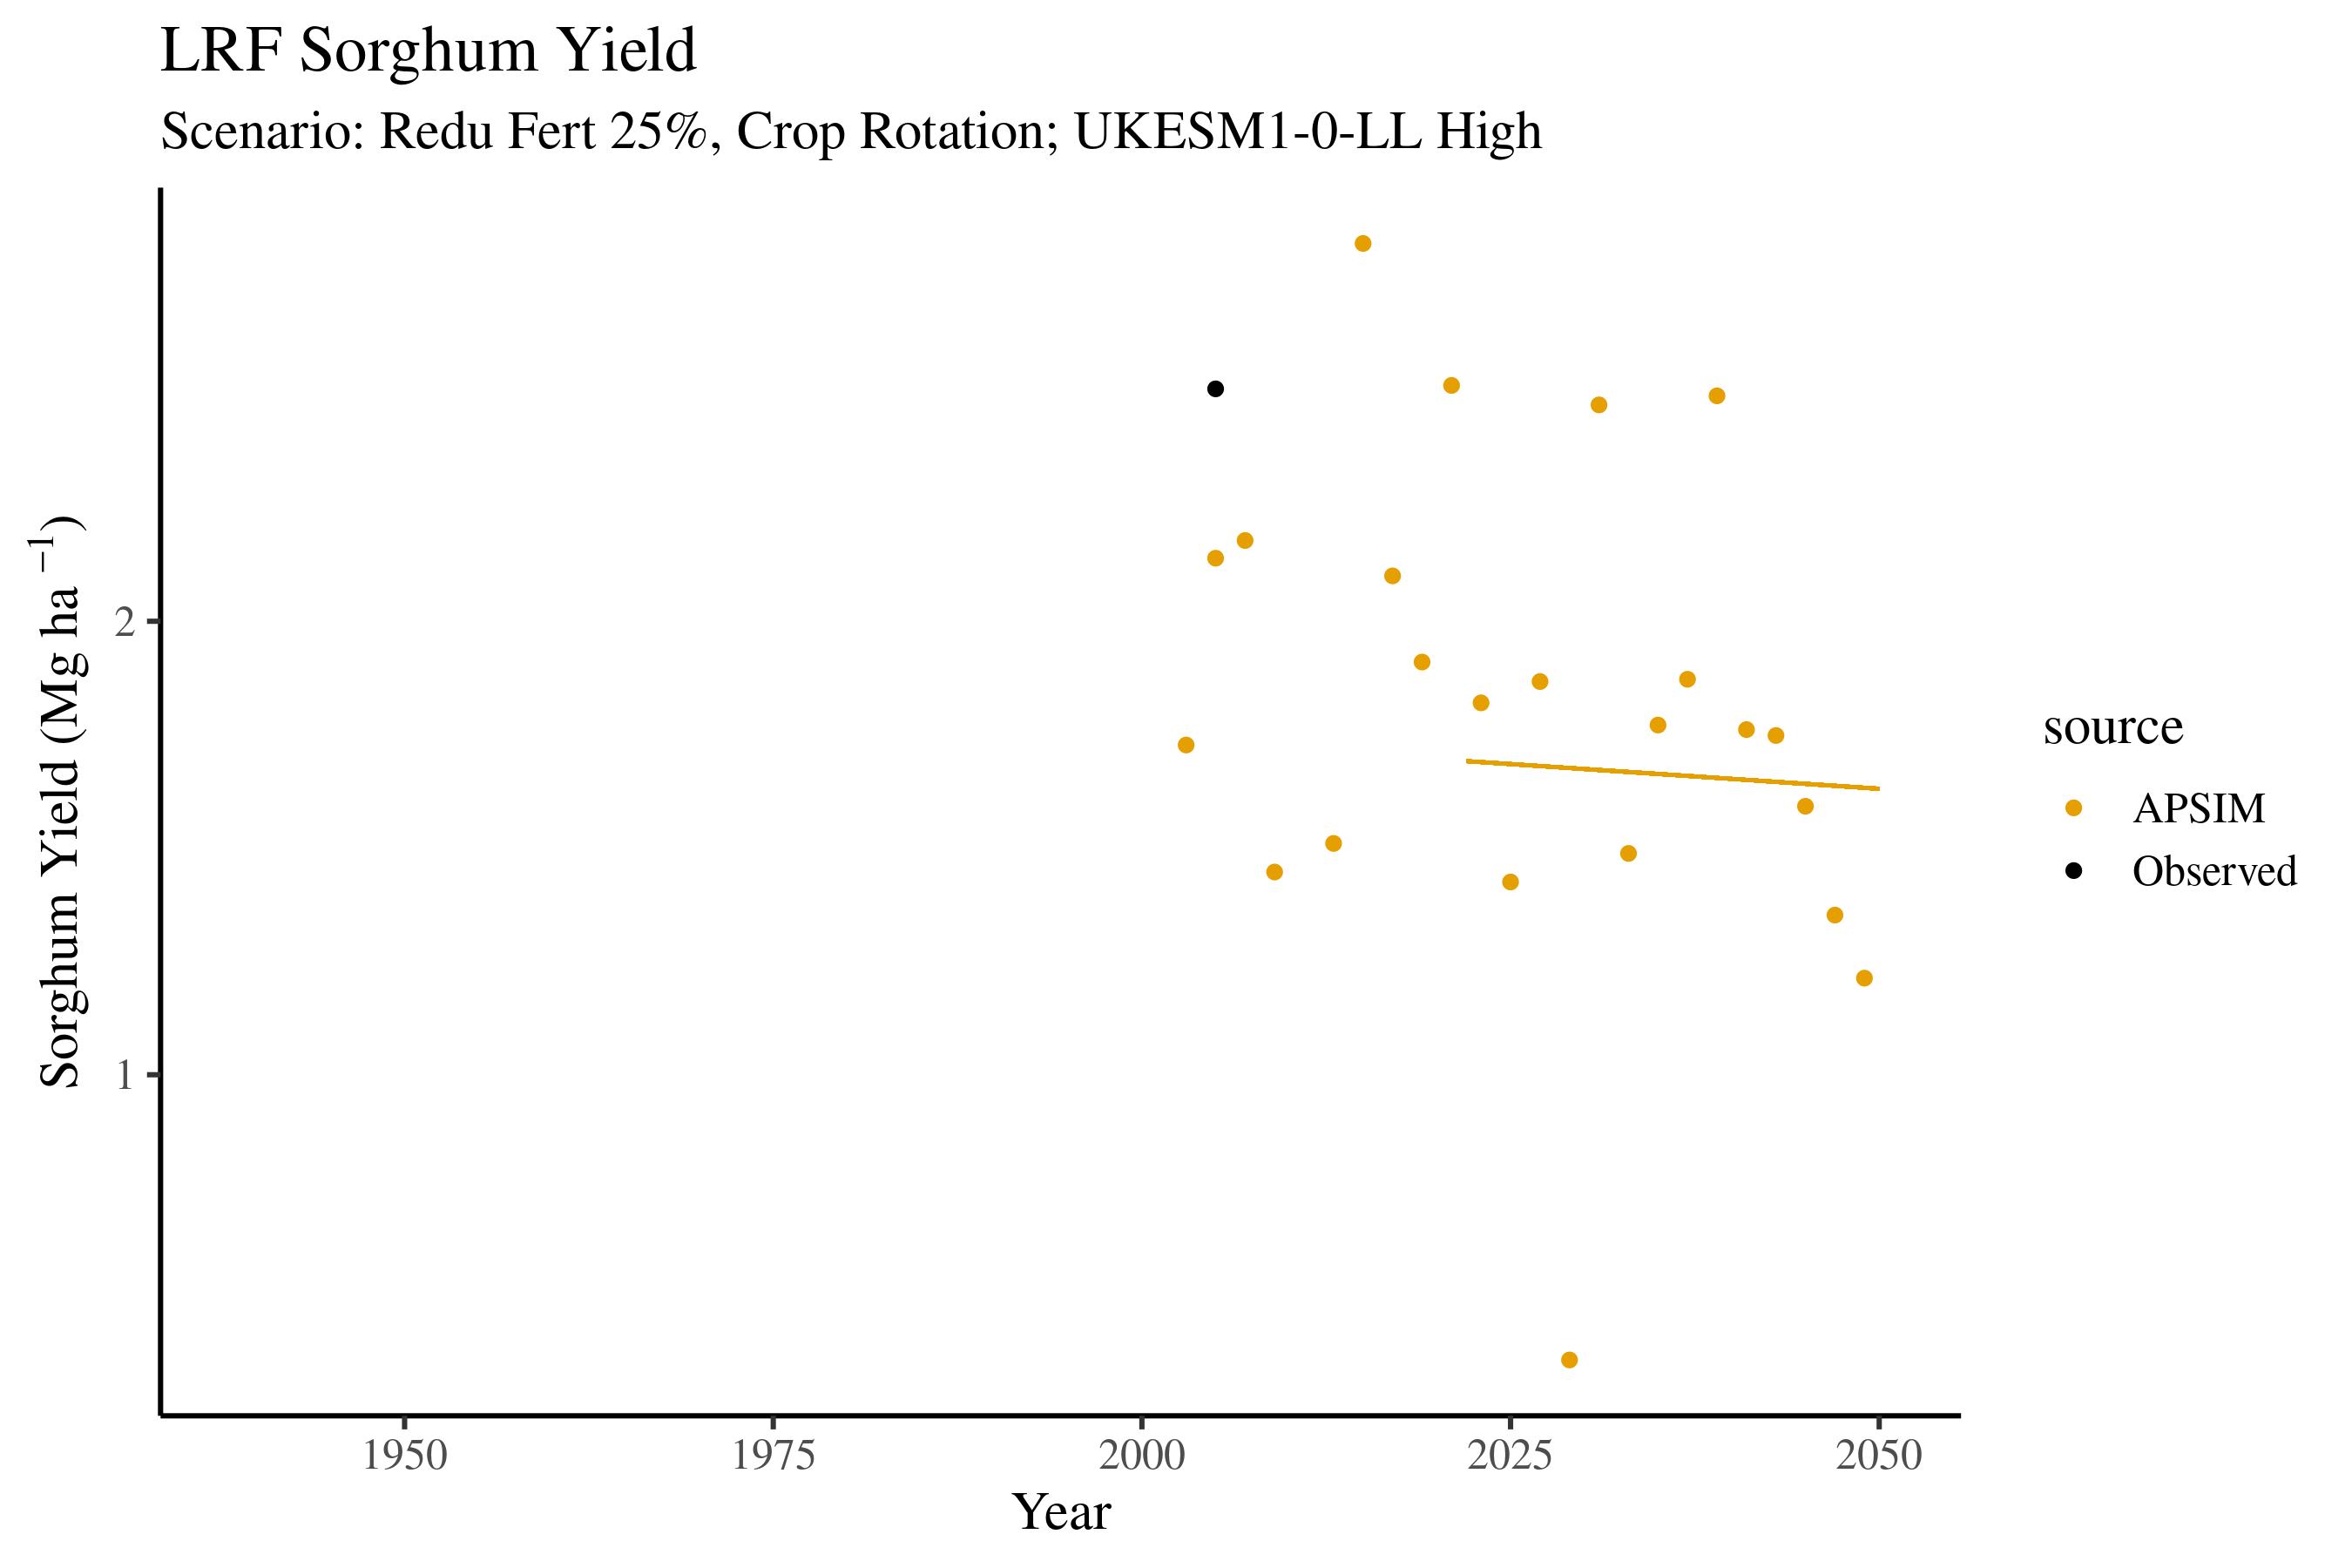 LRF Sorghum Yield
Scenario: Redu Fert 25%, Crop Rotation; UKESM1-0-LL High
Sorghum Yield (Mg ha⁻¹)
2
1
1950 1975 2000 2025 2050
Year
source
APSIM
Observed